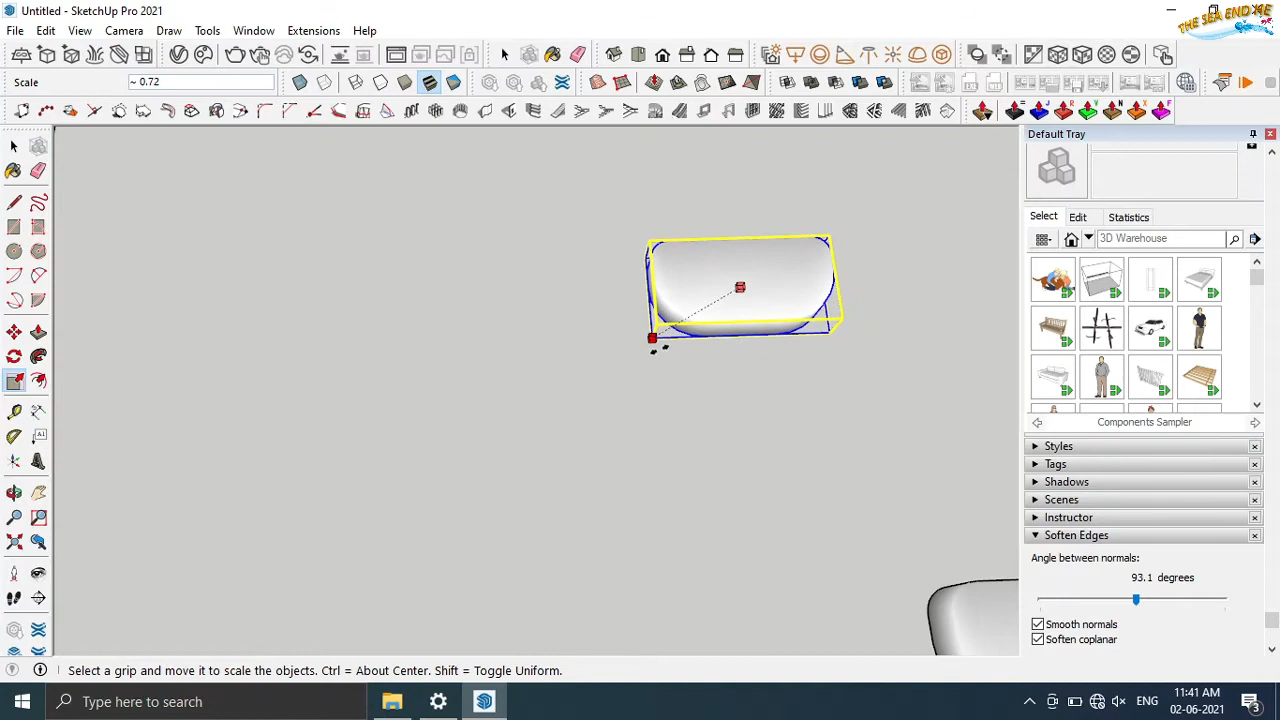 Untitled - SketchUp Pro 2021
THE SEA END ME
File Edit View Camera Draw Tools Window Extensions Help
Scale ~ 0.72
Default Tray
Select Edit Statistics
3D Warehouse
Components Sampler
Styles
Tags
Shadows
Scenes
Instructor
Soften Edges
Angle between normals:
93.1 degrees
Smooth normals
Soften coplanar
Select a grip and move it to scale the objects. Ctrl = About Center. Shift = Toggle Uniform.
Type here to search
ENG
11:41 AM
02-06-2021
3